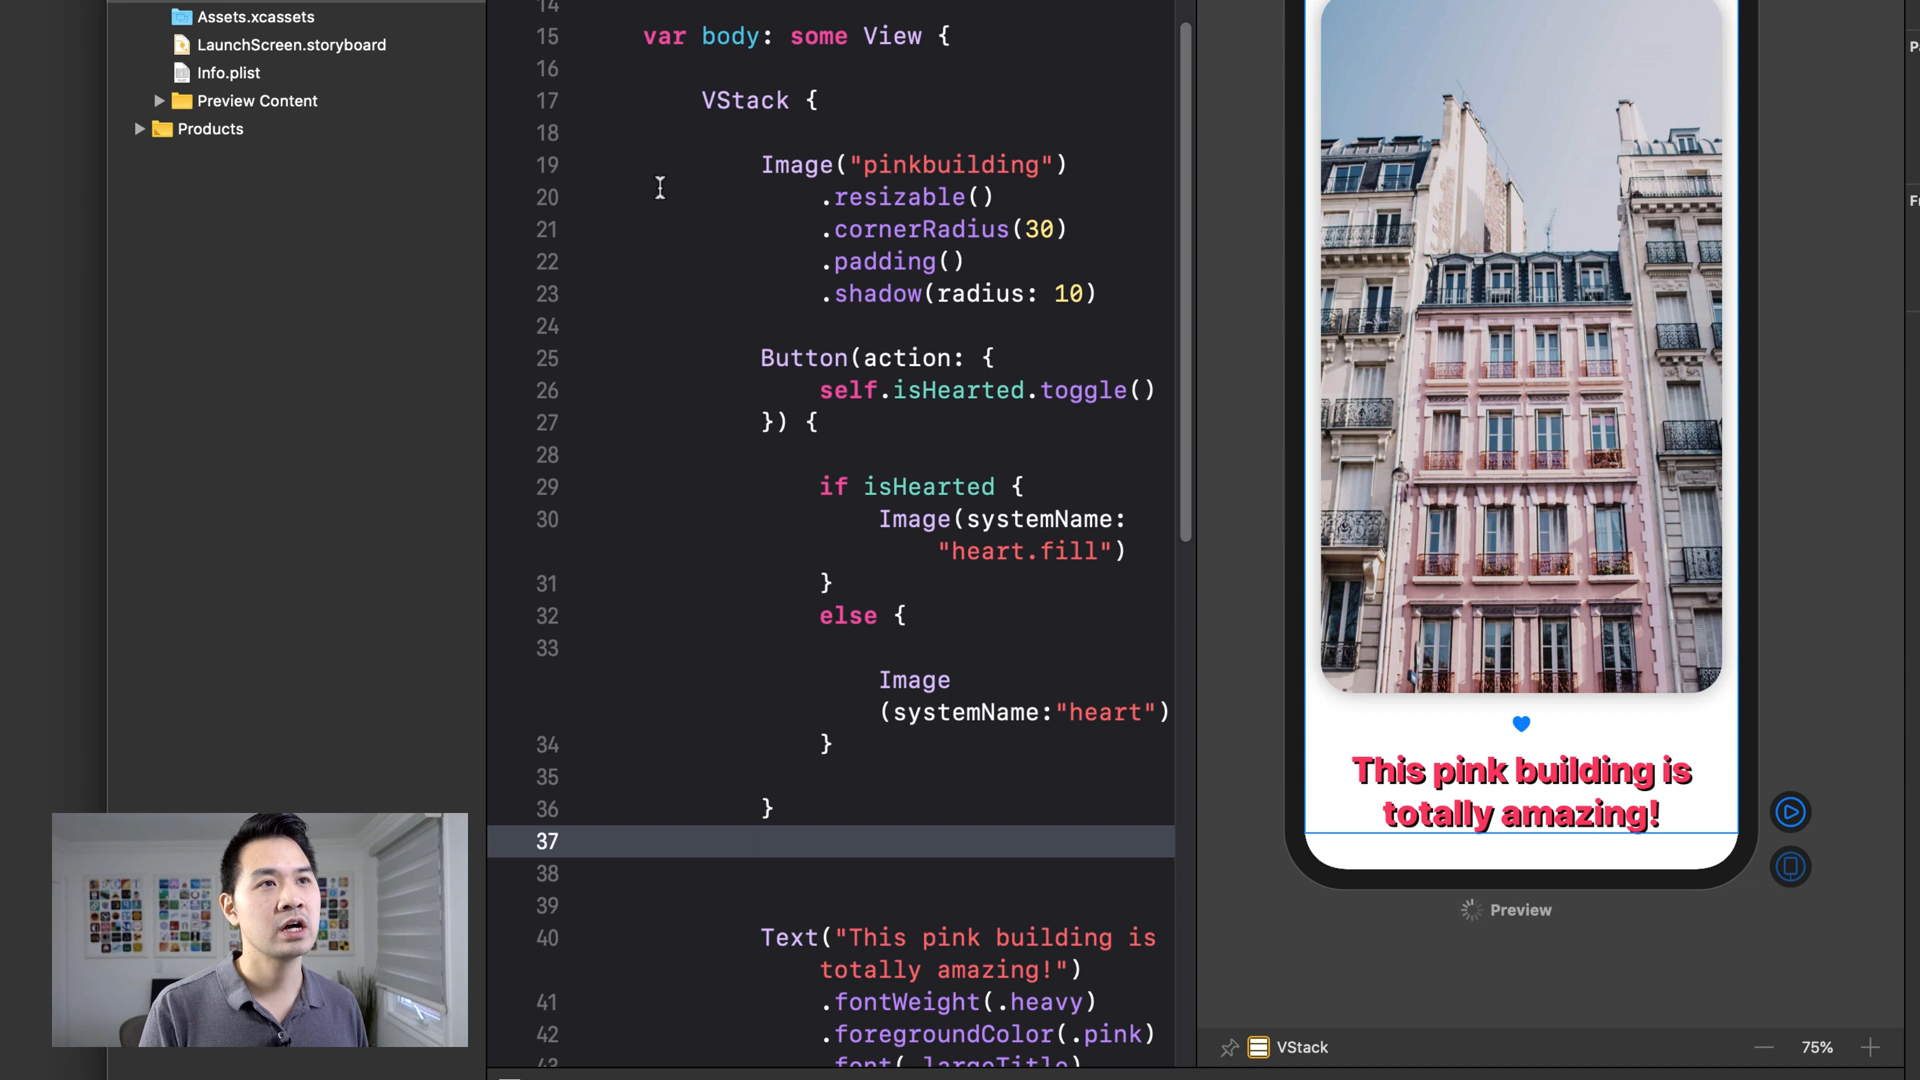 Assets.xcassets
LaunchScreen.storyboard
Info.plist
Preview Content
Products
14
15 var body: some View {
16
17 VStack {
18
19 Image("pinkbuilding")
20 .resizable()
21 .cornerRadius(30)
22 .padding()
23 .shadow(radius: 10)
24
25 Button(action: {
26 self.isHearted.toggle()
27 }) {
28
29 if isHearted {
30 Image(systemName:
"heart.fill")
31 }
32 else {
33
Image
(systemName:"heart")
34 }
35
36 }
37
38
39
40 Text("This pink building is
totally amazing!")
41 .fontWeight(.heavy)
42 .foregroundColor(.pink)
43 .font(.largeTitle)
This pink building is
totally amazing!
Preview
VStack
75%